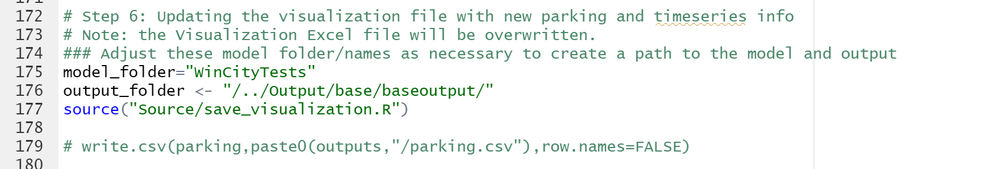 171
172 # Step 6: Updating the visualization file with new parking and timeseries info
173 # Note: the Visualization Excel file will be overwritten.
174 ### Adjust these model folder/names as necessary to create a path to the model and output
175 model_folder="WinCityTests"
176 output_folder <- "/../Output/base/baseoutput/"
177 source("Source/save_visualization.R")
178
179 # write.csv(parking,paste0(outputs,"/parking.csv"),row.names=FALSE)
180